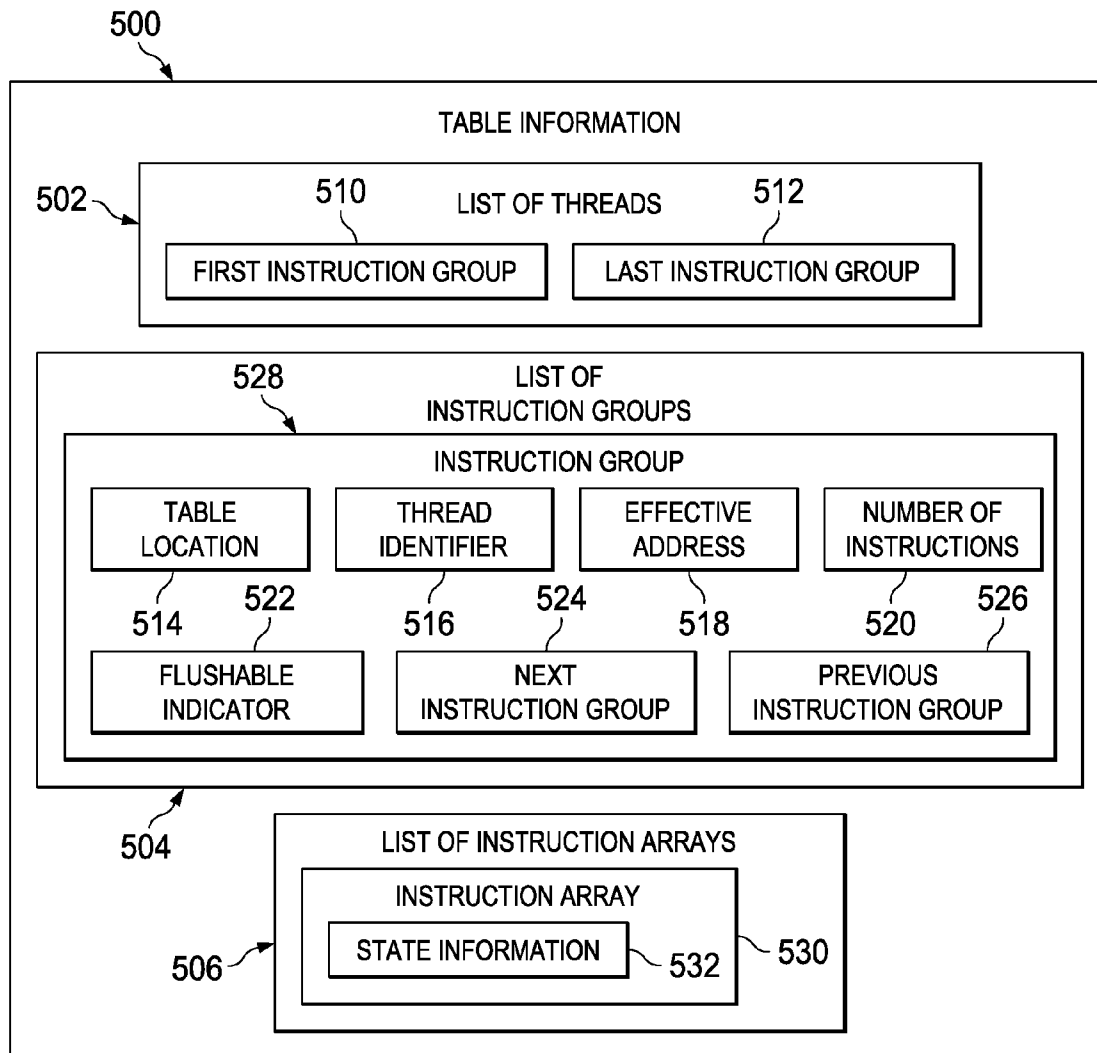 500
TABLE INFORMATION
502
LIST OF THREADS
510
512
FIRST INSTRUCTION GROUP
LAST INSTRUCTION GROUP
528
LIST OF
INSTRUCTION GROUPS
INSTRUCTION GROUP
TABLE
LOCATION
THREAD
IDENTIFIER
EFFECTIVE
ADDRESS
NUMBER OF
INSTRUCTIONS
514
522
516
524
518
520
526
FLUSHABLE
INDICATOR
NEXT
INSTRUCTION GROUP
PREVIOUS
INSTRUCTION GROUP
504
LIST OF INSTRUCTION ARRAYS
INSTRUCTION ARRAY
STATE INFORMATION
506
532
530